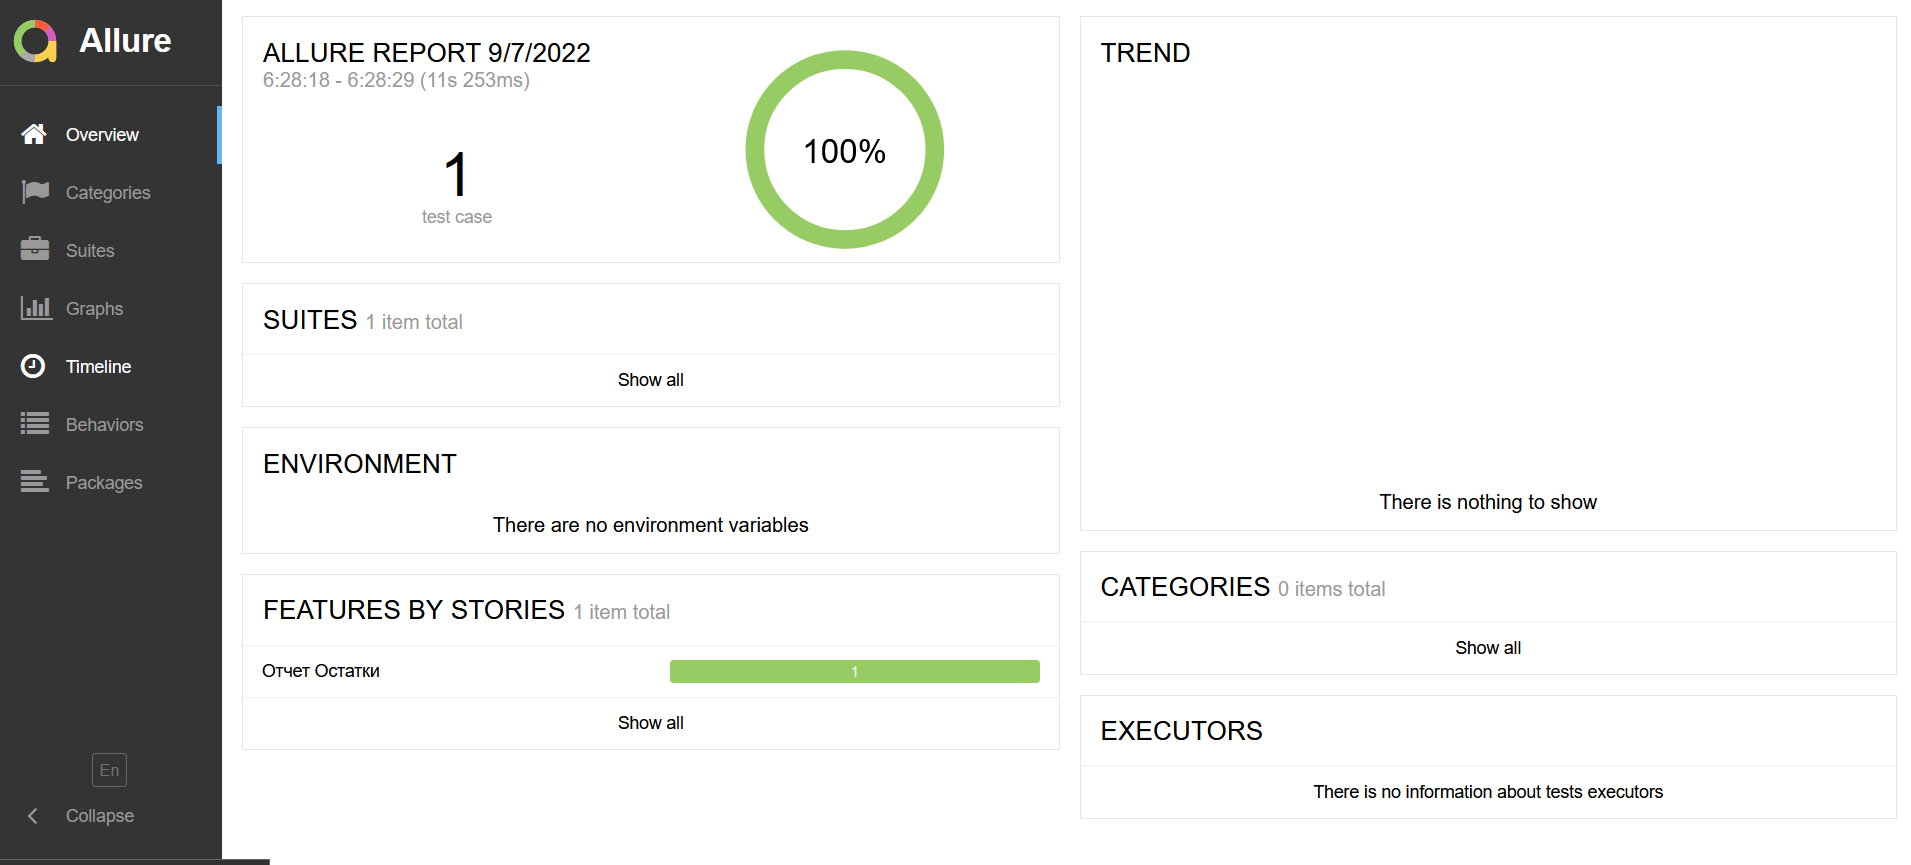 Allure
Overview
Categories
Suites
Graphs
Timeline
Behaviors
Packages
En
Collapse
ALLURE REPORT 9/7/2022
6:28:18 - 6:28:29 (11s 253ms)
1
test case
100%
SUITES 1 item total
Show all
ENVIRONMENT
There are no environment variables
FEATURES BY STORIES 1 item total
Отчет Остатки 1
Show all
TREND
There is nothing to show
CATEGORIES 0 items total
Show all
EXECUTORS
There is no information about tests executors